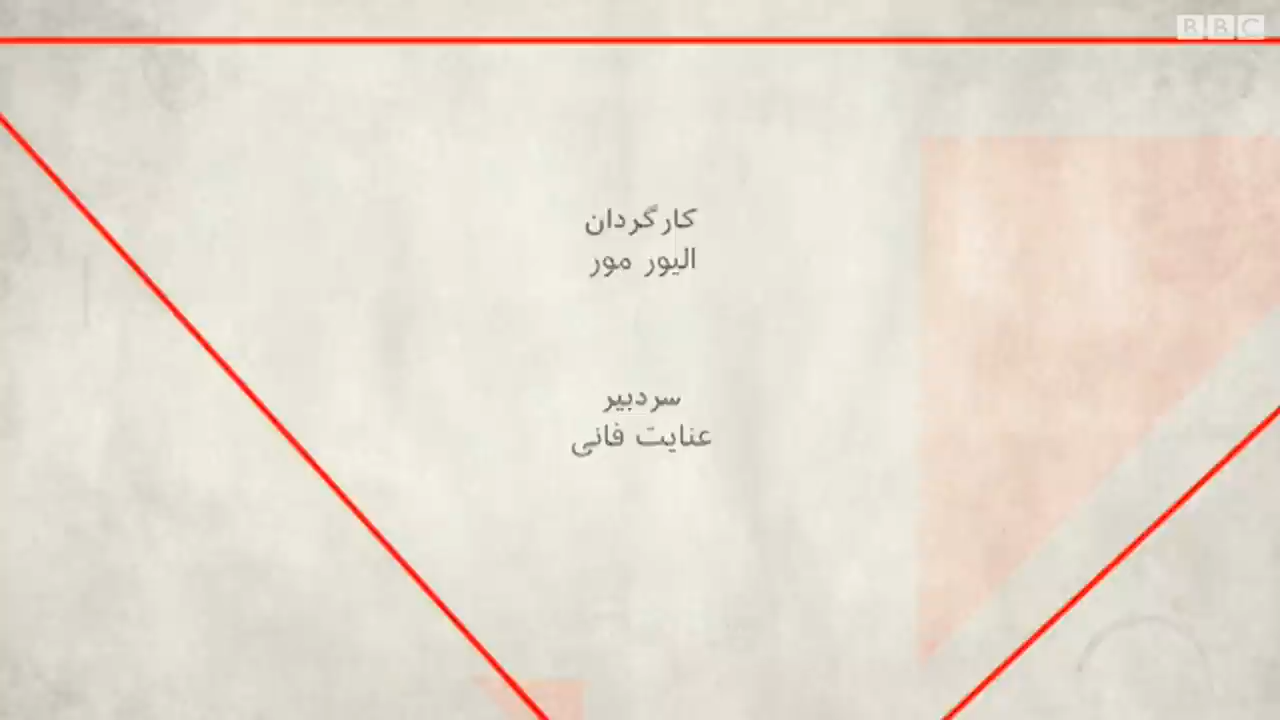 BBC
کارگردان
الیور مور
سردبیر
عنایت فانی